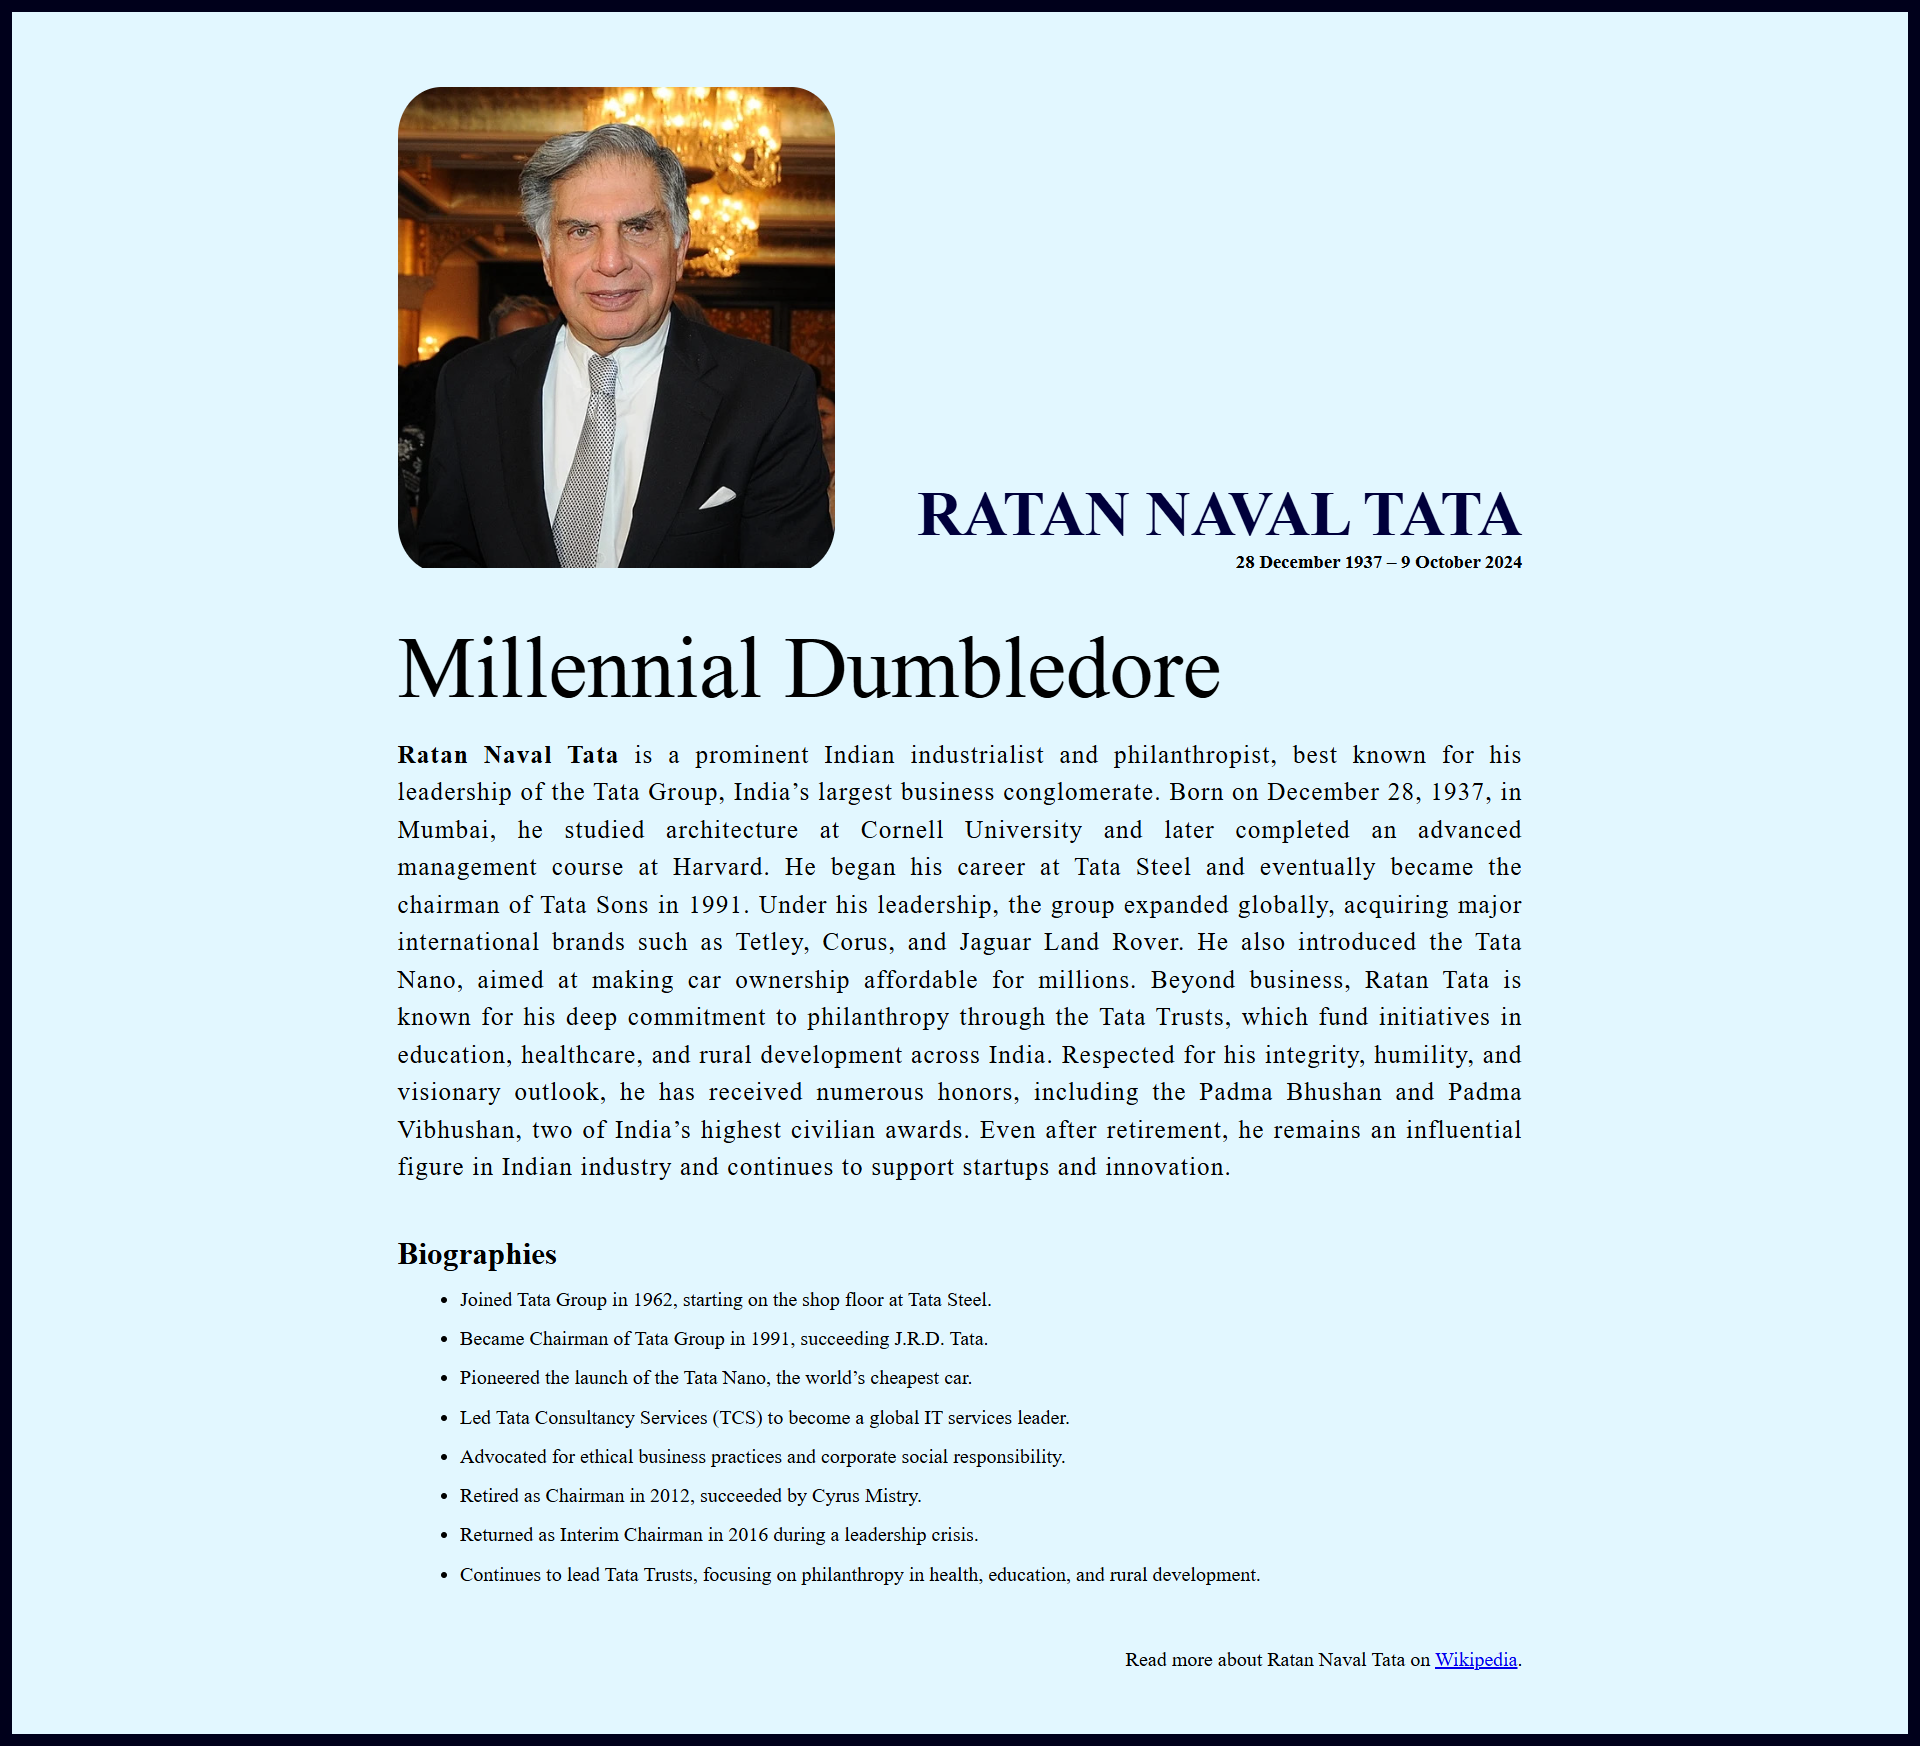 RATAN NAVAL TATA
28 December 1937 – 9 October 2024
Millennial Dumbledore
Ratan Naval Tata is a prominent Indian industrialist and philanthropist, best known for his
leadership of the Tata Group, India’s largest business conglomerate. Born on December 28, 1937, in
Mumbai, he studied architecture at Cornell University and later completed an advanced
management course at Harvard. He began his career at Tata Steel and eventually became the
chairman of Tata Sons in 1991. Under his leadership, the group expanded globally, acquiring major
international brands such as Tetley, Corus, and Jaguar Land Rover. He also introduced the Tata
Nano, aimed at making car ownership affordable for millions. Beyond business, Ratan Tata is
known for his deep commitment to philanthropy through the Tata Trusts, which fund initiatives in
education, healthcare, and rural development across India. Respected for his integrity, humility, and
visionary outlook, he has received numerous honors, including the Padma Bhushan and Padma
Vibhushan, two of India’s highest civilian awards. Even after retirement, he remains an influential
figure in Indian industry and continues to support startups and innovation.
Biographies
• Joined Tata Group in 1962, starting on the shop floor at Tata Steel.
• Became Chairman of Tata Group in 1991, succeeding J.R.D. Tata.
• Pioneered the launch of the Tata Nano, the world’s cheapest car.
• Led Tata Consultancy Services (TCS) to become a global IT services leader.
• Advocated for ethical business practices and corporate social responsibility.
• Retired as Chairman in 2012, succeeded by Cyrus Mistry.
• Returned as Interim Chairman in 2016 during a leadership crisis.
• Continues to lead Tata Trusts, focusing on philanthropy in health, education, and rural development.
Read more about Ratan Naval Tata on Wikipedia.